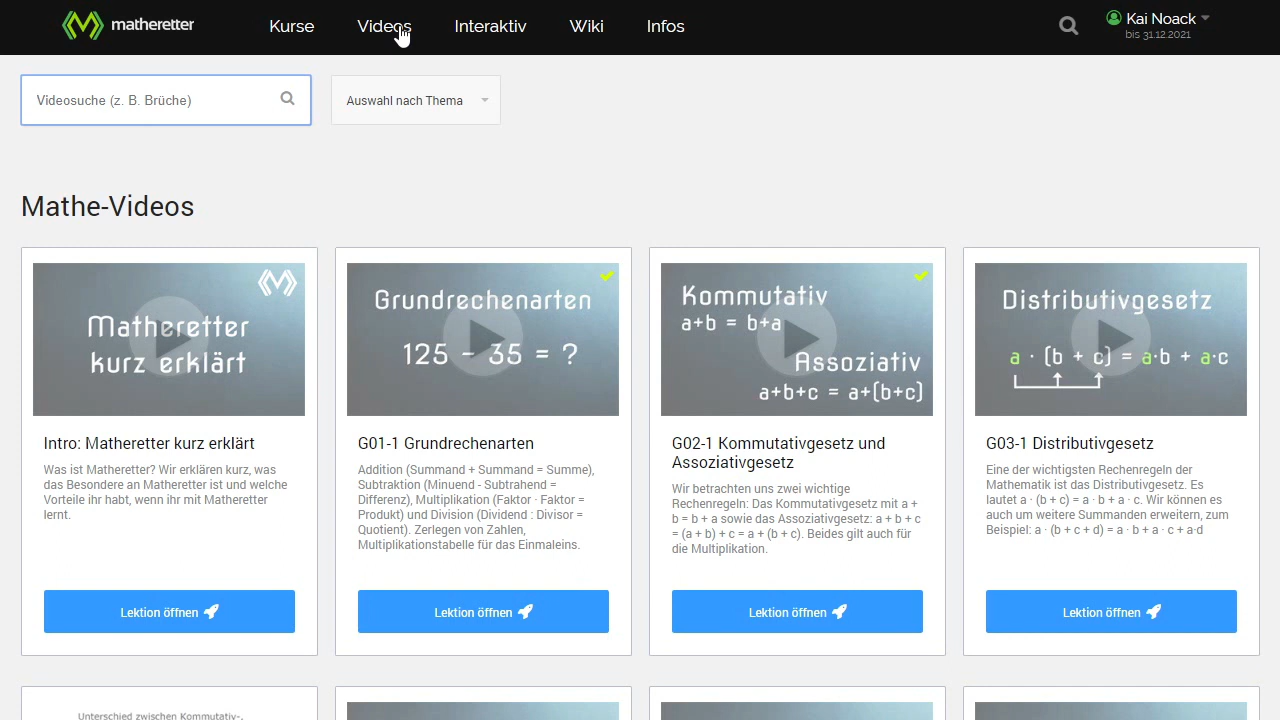 matheretter
Kurse
Videos
Interaktiv
Wiki
Infos
Kai Noack
bis 31.12.2021
Videosuche (z. B. Brüche)
Auswahl nach Thema
Mathe-Videos
Matheretter
kurz erklärt
Intro: Matheretter kurz erklärt
Was ist Matheretter? Wir erklären kurz, was
das Besondere an Matheretter ist und welche
Vorteile ihr habt, wenn ihr mit Matheretter
lernt.
Lektion öffnen
Grundrechenarten
125 - 35 = ?
G01-1 Grundrechenarten
Addition (Summand + Summand = Summe),
Subtraktion (Minuend - Subtrahend =
Differenz), Multiplikation (Faktor · Faktor =
Produkt) und Division (Dividend : Divisor =
Quotient). Zerlegen von Zahlen,
Multiplikationstabelle für das Einmaleins.
Lektion öffnen
Kommutativ
a+b = b+a
Assoziativ
a+b+c = a+(b+c)
G02-1 Kommutativgesetz und
Assoziativgesetz
Wir betrachten uns zwei wichtige
Rechenregeln: Das Kommutativgesetz mit a +
b = b + a sowie das Assoziativgesetz: a + b + c
= (a + b) + c = a + (b + c). Beides gilt auch für
die Multiplikation.
Lektion öffnen
Distributivgesetz
a · (b + c) = a·b + a·c
G03-1 Distributivgesetz
Eine der wichtigsten Rechenregeln der
Mathematik ist das Distributivgesetz. Es
lautet a · (b + c) = a · b + a · c. Wir können es
auch um weitere Summanden erweitern, zum
Beispiel: a · (b + c + d) = a · b + a · c + a·d
Lektion öffnen
Unterschied zwischen Kommutativ-,